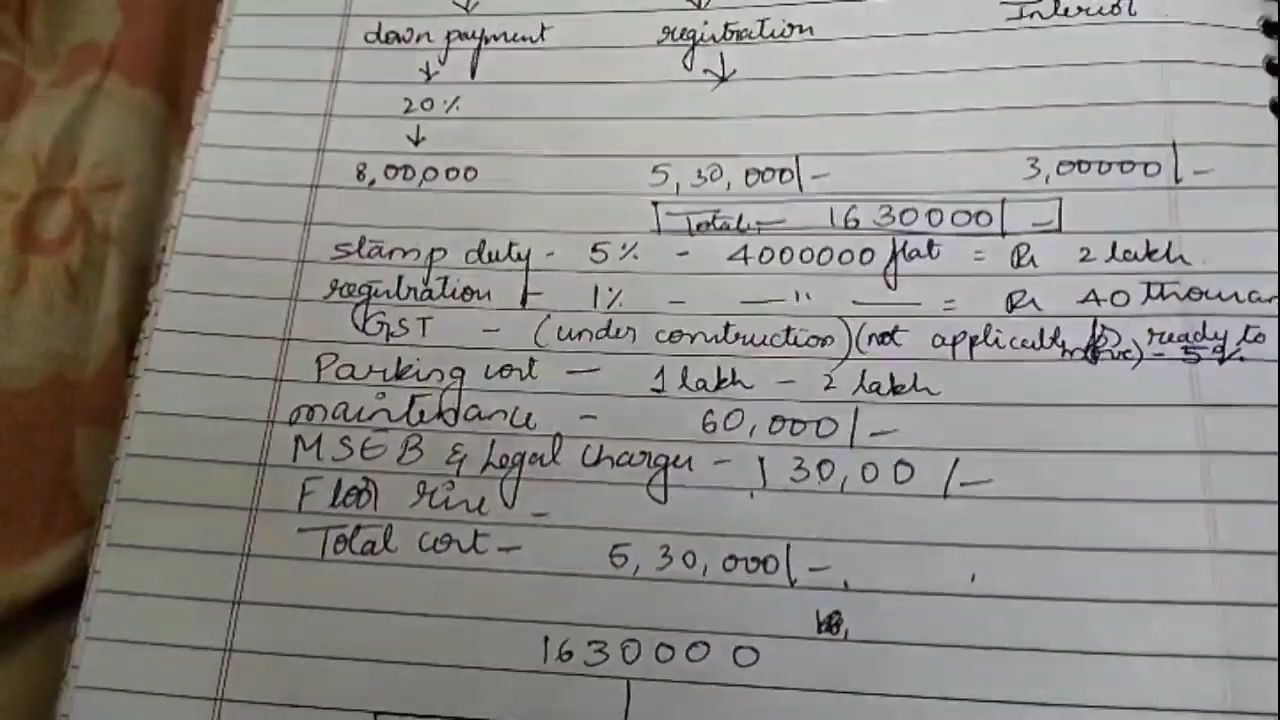 Interior
down payment registration
20%
8,00,000 5,30,000/- 3,00000/-
Total:- 1630000/-
stamp duty - 5% - 4000000 flat = Rs 2 lakh
registration - 1% - —"— = Rs 40 thousan
GST - (under construction) (not applicable for ready to move) - 5%
Parking cost - 1 lakh - 2 lakh
maintenance - 60,000/-
MSEB & Legal Charges - 130,00/-
Floor rise -
Total cost - 5,30,000/-
1630000